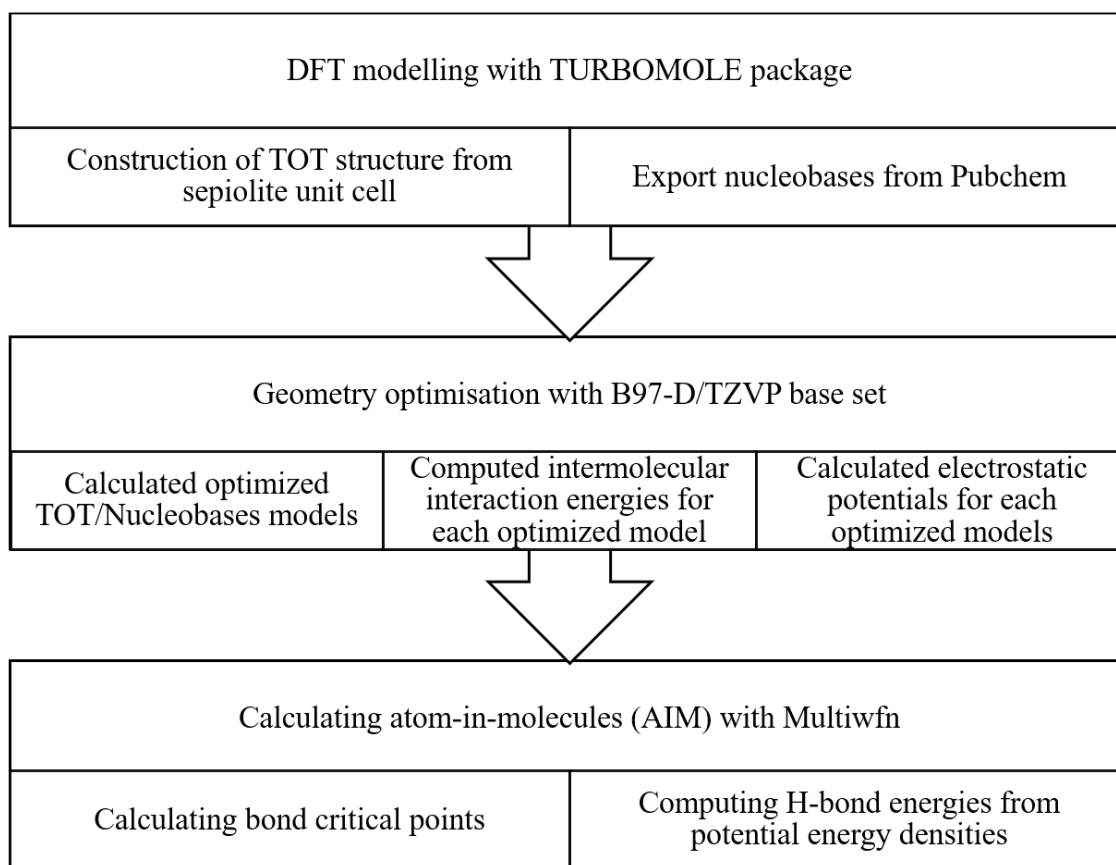 DFT modelling with TURBOMOLE package
Construction of TOT structure from
sepiolite unit cell
Export nucleobases from Pubchem
Geometry optimisation with B97-D/TZVP base set
Calculated optimized
TOT/Nucleobases models
Computed intermolecular
interaction energies for
each optimized model
Calculated electrostatic
potentials for each
optimized models
Calculating atom-in-molecules (AIM) with Multiwfn
Calculating bond critical points
Computing H-bond energies from
potential energy densities